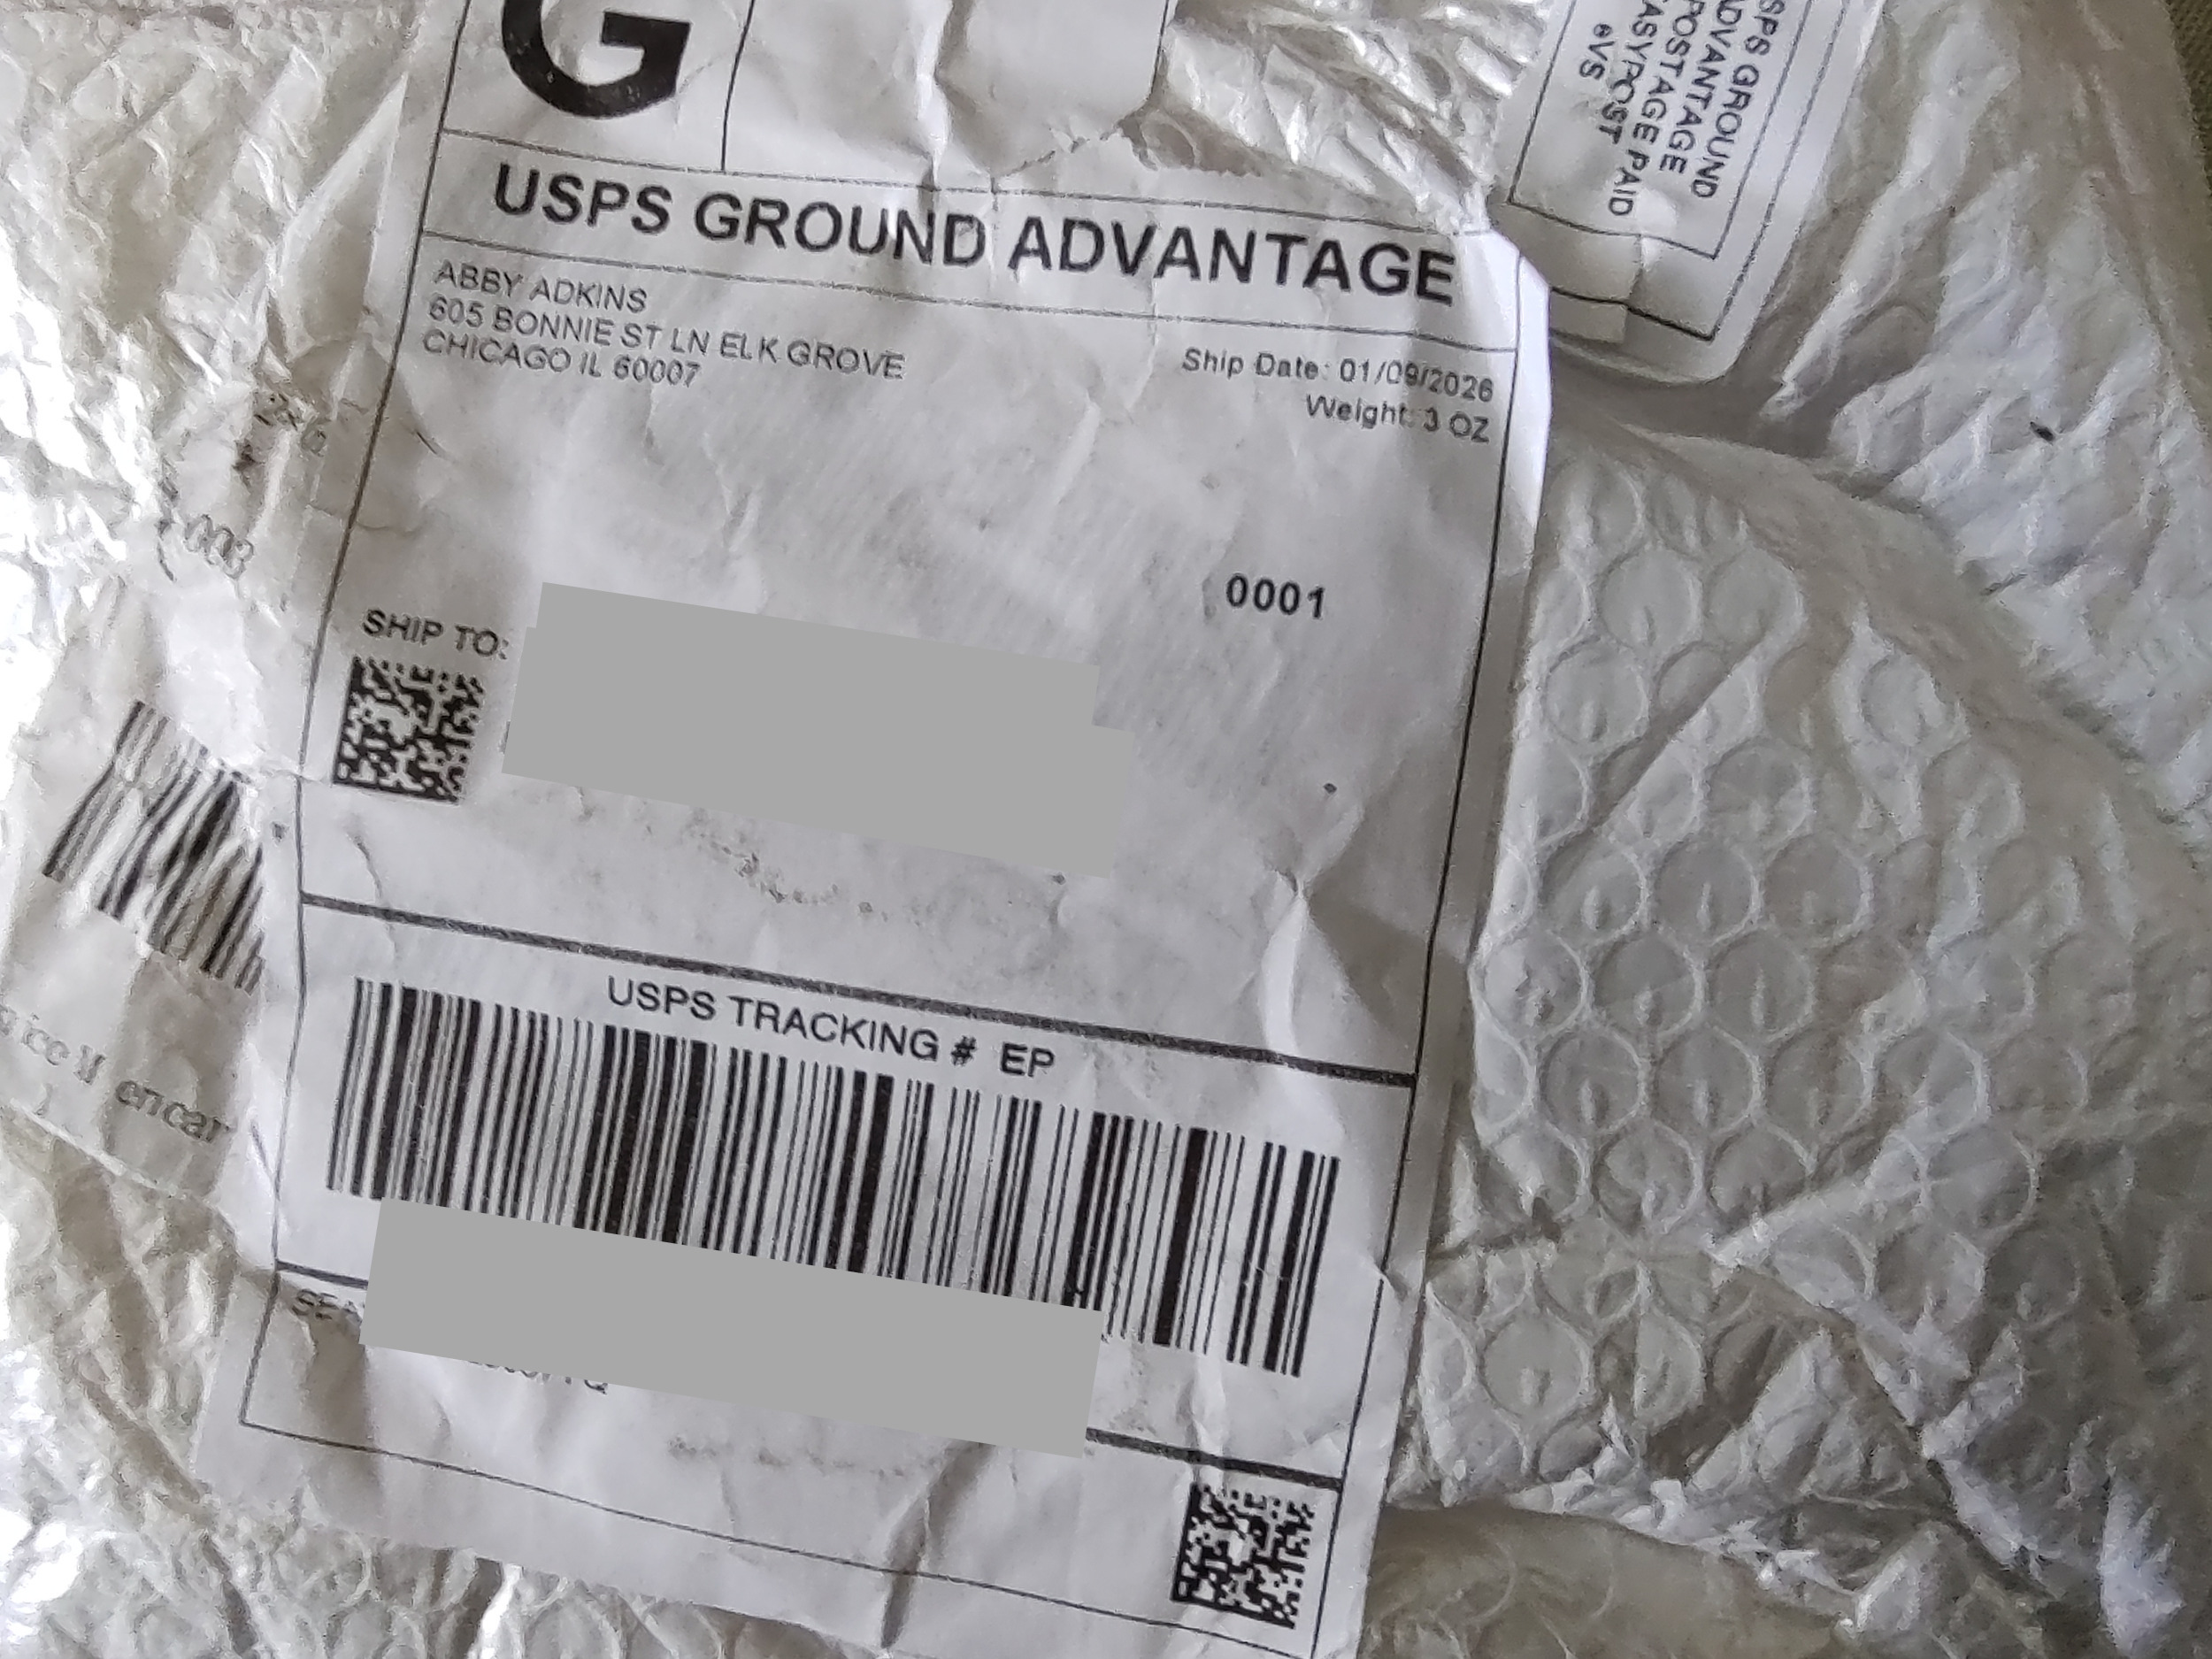 G
USPS GROUND
ADVANTAGE
POSTAGE PAID
eVS
USPS GROUND ADVANTAGE
ABBY ADKINS
605 BONNIE ST LN ELK GROVE
CHICAGO IL 60007
Ship Date: 01/09/2026
Weight: 3 OZ
0001
SHIP TO:
USPS TRACKING # EP